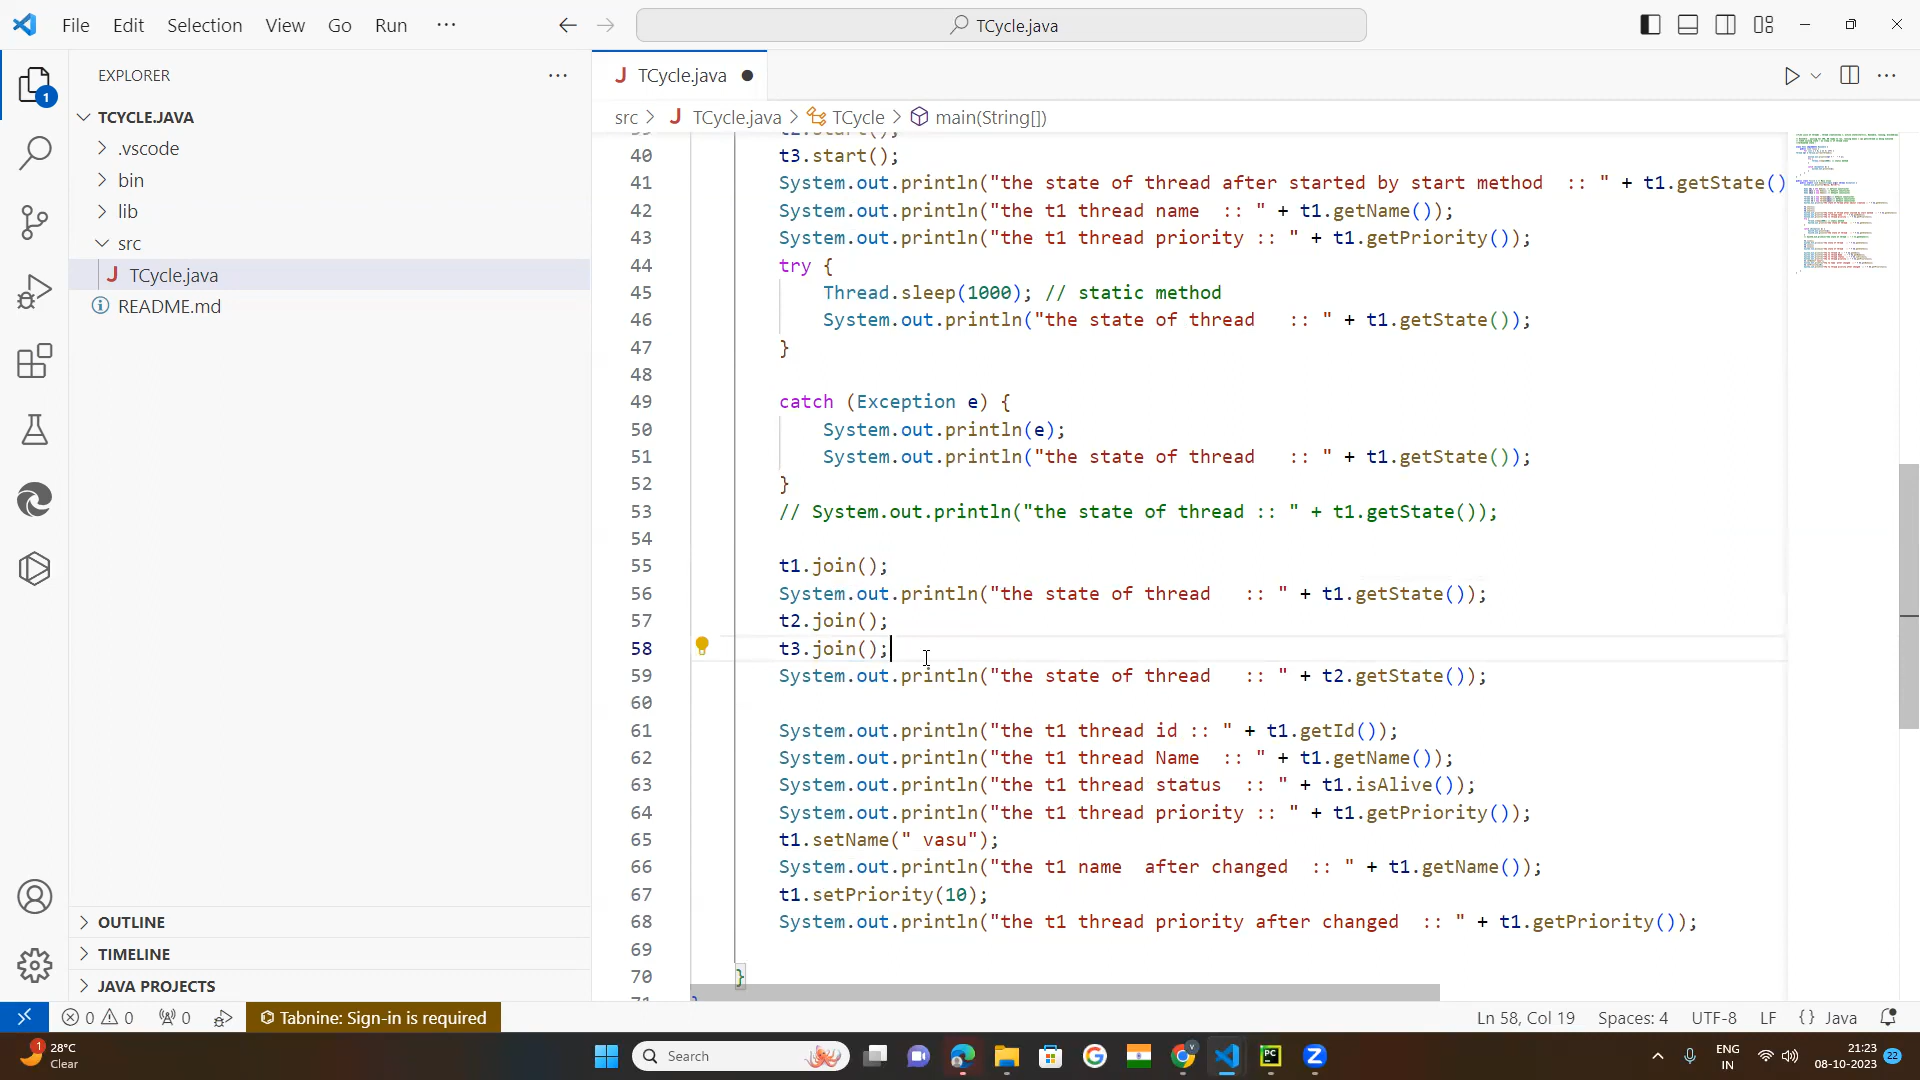 File Edit Selection View Go Run ···
TCycle.java
EXPLORER
TCYCLE.JAVA
.vscode
bin
lib
src
TCycle.java
README.md
OUTLINE
TIMELINE
JAVA PROJECTS
1
TCycle.java
src > TCycle.java > TCycle > main(String[])
40 t3.start();
41 System.out.println("the state of thread after started by start method  :: " + t1.getState()
42 System.out.println("the t1 thread name  :: " + t1.getName());
43 System.out.println("the t1 thread priority :: " + t1.getPriority());
44 try {
45 Thread.sleep(1000); // static method
46 System.out.println("the state of thread   :: " + t1.getState());
47 }
48
49 catch (Exception e) {
50 System.out.println(e);
51 System.out.println("the state of thread   :: " + t1.getState());
52 }
53 // System.out.println("the state of thread :: " + t1.getState());
54
55 t1.join();
56 System.out.println("the state of thread   :: " + t1.getState());
57 t2.join();
58 t3.join();
59 System.out.println("the state of thread   :: " + t2.getState());
60
61 System.out.println("the t1 thread id :: " + t1.getId());
62 System.out.println("the t1 thread Name  :: " + t1.getName());
63 System.out.println("the t1 thread status  :: " + t1.isAlive());
64 System.out.println("the t1 thread priority :: " + t1.getPriority());
65 t1.setName(" vasu");
66 System.out.println("the t1 name  after changed  :: " + t1.getName());
67 t1.setPriority(10);
68 System.out.println("the t1 thread priority after changed  :: " + t1.getPriority());
69
70 }
0 0 0 Tabnine: Sign-in is required Ln 58, Col 19 Spaces: 4 UTF-8 LF {} Java
1 28°C
Clear
Search
ENG
IN
21:23
08-10-2023
22